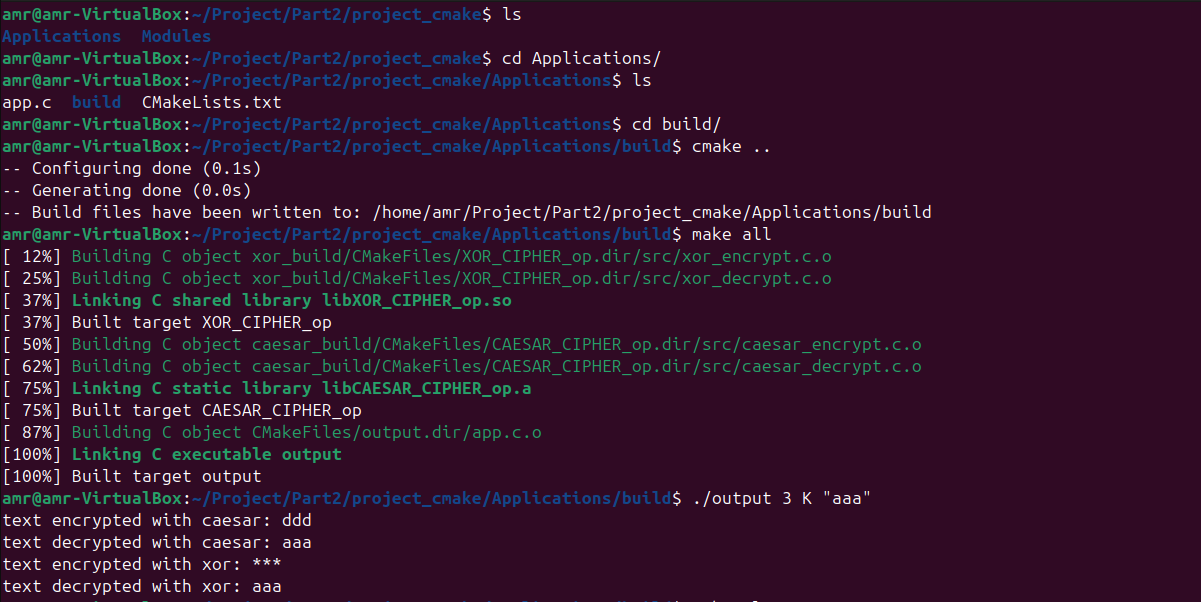 amr@amr-VirtualBox:~/Project/Part2/project_cmake$ ls
Applications  Modules
amr@amr-VirtualBox:~/Project/Part2/project_cmake$ cd Applications/
amr@amr-VirtualBox:~/Project/Part2/project_cmake/Applications$ ls
app.c  build  CMakeLists.txt
amr@amr-VirtualBox:~/Project/Part2/project_cmake/Applications$ cd build/
amr@amr-VirtualBox:~/Project/Part2/project_cmake/Applications/build$ cmake ..
-- Configuring done (0.1s)
-- Generating done (0.0s)
-- Build files have been written to: /home/amr/Project/Part2/project_cmake/Applications/build
amr@amr-VirtualBox:~/Project/Part2/project_cmake/Applications/build$ make all
[ 12%] Building C object xor_build/CMakeFiles/XOR_CIPHER_op.dir/src/xor_encrypt.c.o
[ 25%] Building C object xor_build/CMakeFiles/XOR_CIPHER_op.dir/src/xor_decrypt.c.o
[ 37%] Linking C shared library libXOR_CIPHER_op.so
[ 37%] Built target XOR_CIPHER_op
[ 50%] Building C object caesar_build/CMakeFiles/CAESAR_CIPHER_op.dir/src/caesar_encrypt.c.o
[ 62%] Building C object caesar_build/CMakeFiles/CAESAR_CIPHER_op.dir/src/caesar_decrypt.c.o
[ 75%] Linking C static library libCAESAR_CIPHER_op.a
[ 75%] Built target CAESAR_CIPHER_op
[ 87%] Building C object CMakeFiles/output.dir/app.c.o
[100%] Linking C executable output
[100%] Built target output
amr@amr-VirtualBox:~/Project/Part2/project_cmake/Applications/build$ ./output 3 K "aaa"
text encrypted with caesar: ddd
text decrypted with caesar: aaa
text encrypted with xor: ***
text decrypted with xor: aaa